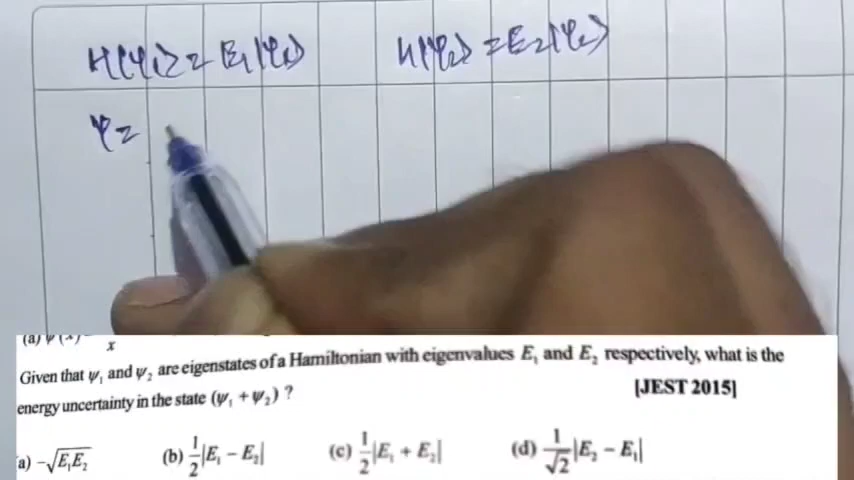 H|ψ₁⟩ = E₁|ψ₁⟩ H|ψ₂⟩ = E₂|ψ₂⟩
ψ =
(a) ψ(x)
x
Given that ψ₁ and ψ₂ are eigenstates of a Hamiltonian with eigenvalues E₁ and E₂ respectively, what is the
energy uncertainty in the state (ψ₁ + ψ₂) ? [JEST 2015]
a) -√E₁E₂ (b) 1/2|E₁ − E₂| (c) 1/2|E₁ + E₂| (d) 1/√2|E₂ − E₁|